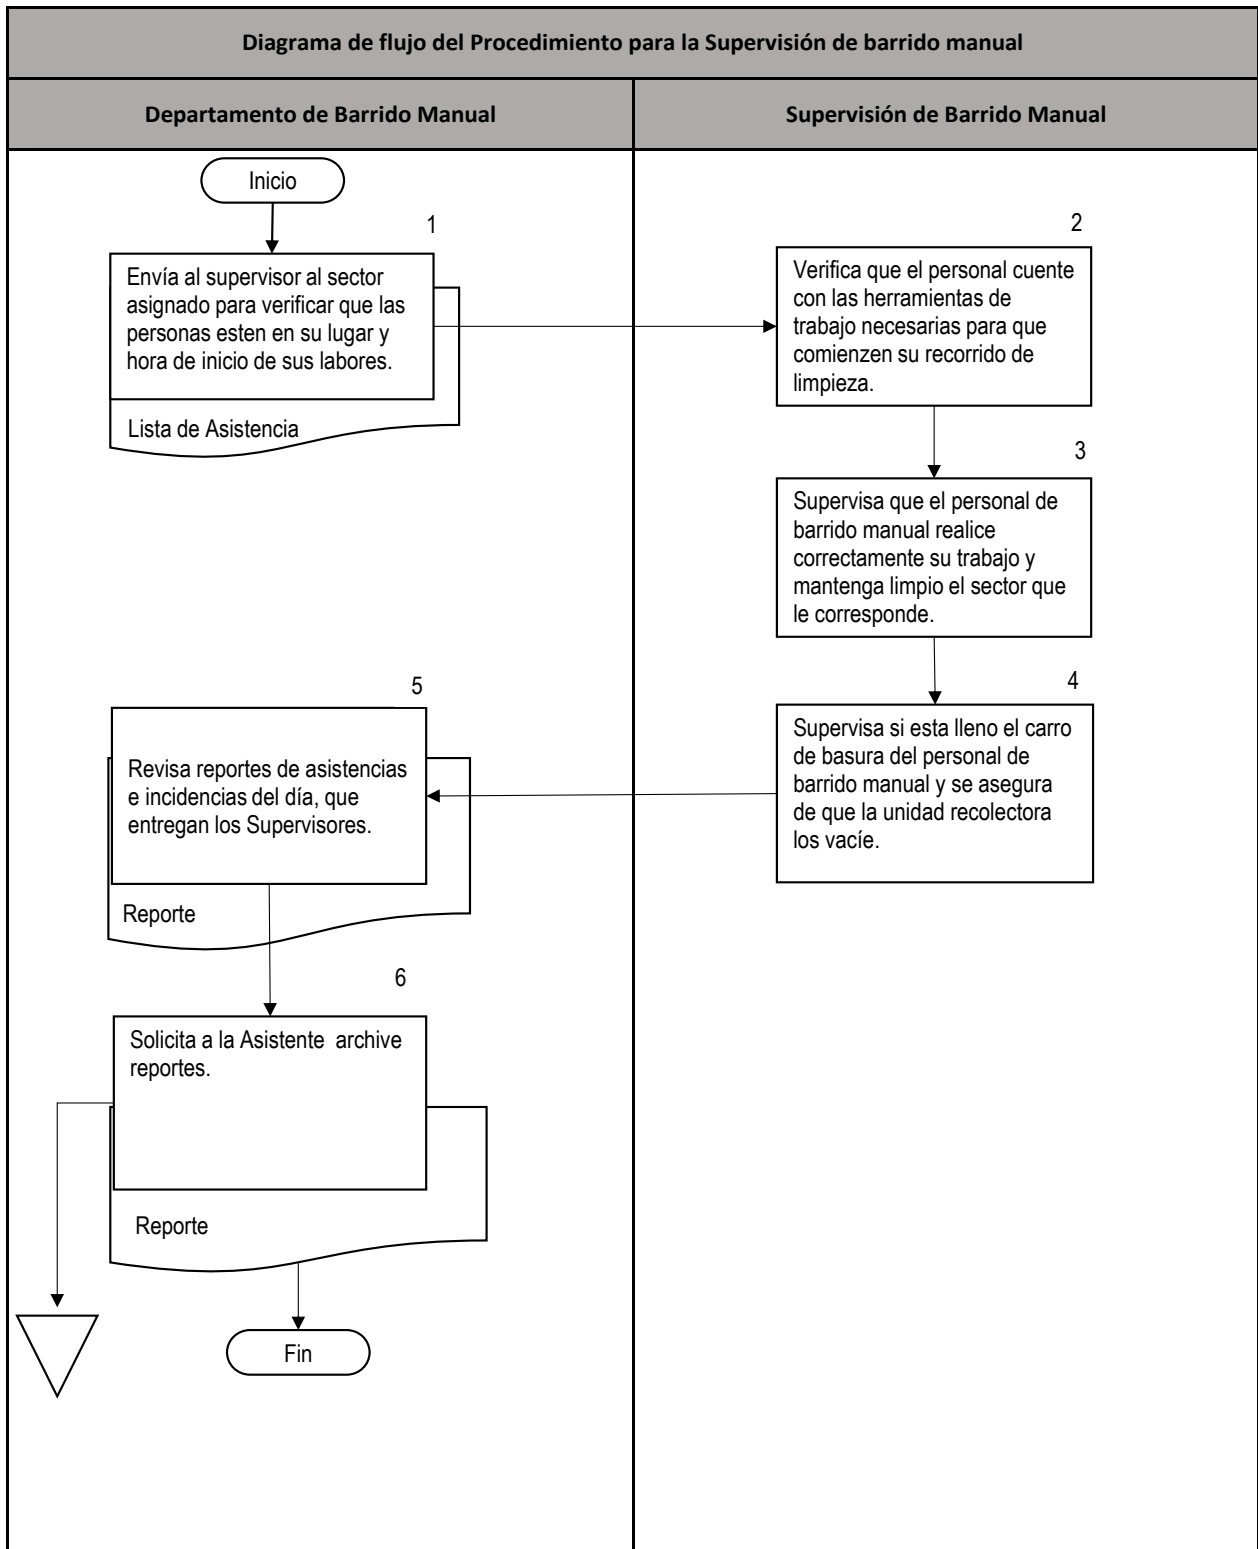 Diagrama de flujo del Procedimiento para la Supervisión de barrido manual
Departamento de Barrido Manual
Supervisión de Barrido Manual
Inicio
1
Envía al supervisor al sector
asignado para verificar que las
personas esten en su lugar y
hora de inicio de sus labores.
Lista de Asistencia
2
Verifica que el personal cuente
con las herramientas de
trabajo necesarias para que
comienzen su recorrido de
limpieza.
3
Supervisa que el personal de
barrido manual realice
correctamente su trabajo y
mantenga limpio el sector que
le corresponde.
4
Supervisa si esta lleno el carro
de basura del personal de
barrido manual y se asegura
de que la unidad recolectora
los vacíe.
5
Revisa reportes de asistencias
e incidencias del día, que
entregan los Supervisores.
Reporte
6
Solicita a la Asistente  archive
reportes.
Reporte
Fin